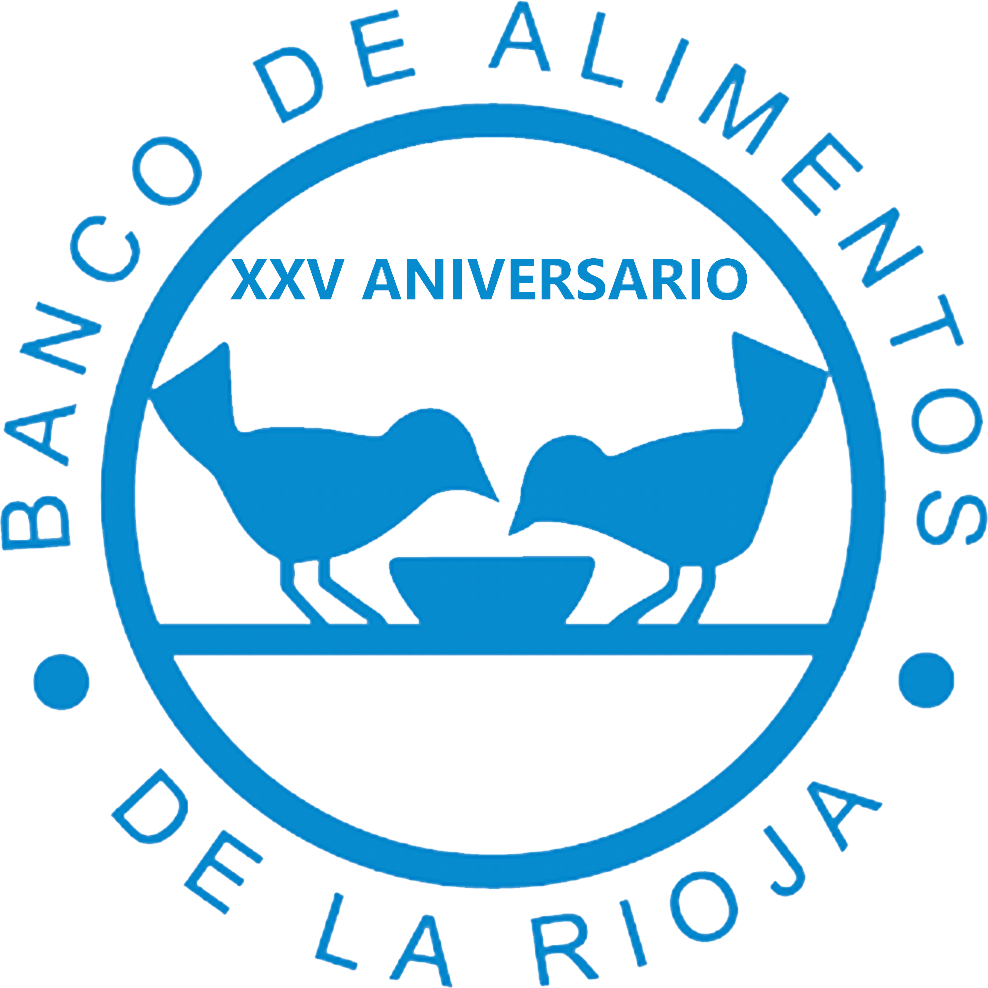 BANCO DE ALIMENTOS
XXV ANIVERSARIO
DE LA RIOJA